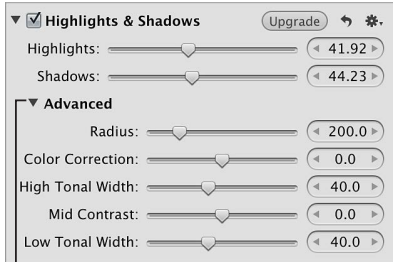 Highlights & Shadows Upgrade
Highlights: 41.92
Shadows: 44.23
Advanced
Radius: 200.0
Color Correction: 0.0
High Tonal Width: 40.0
Mid Contrast: 0.0
Low Tonal Width: 40.0